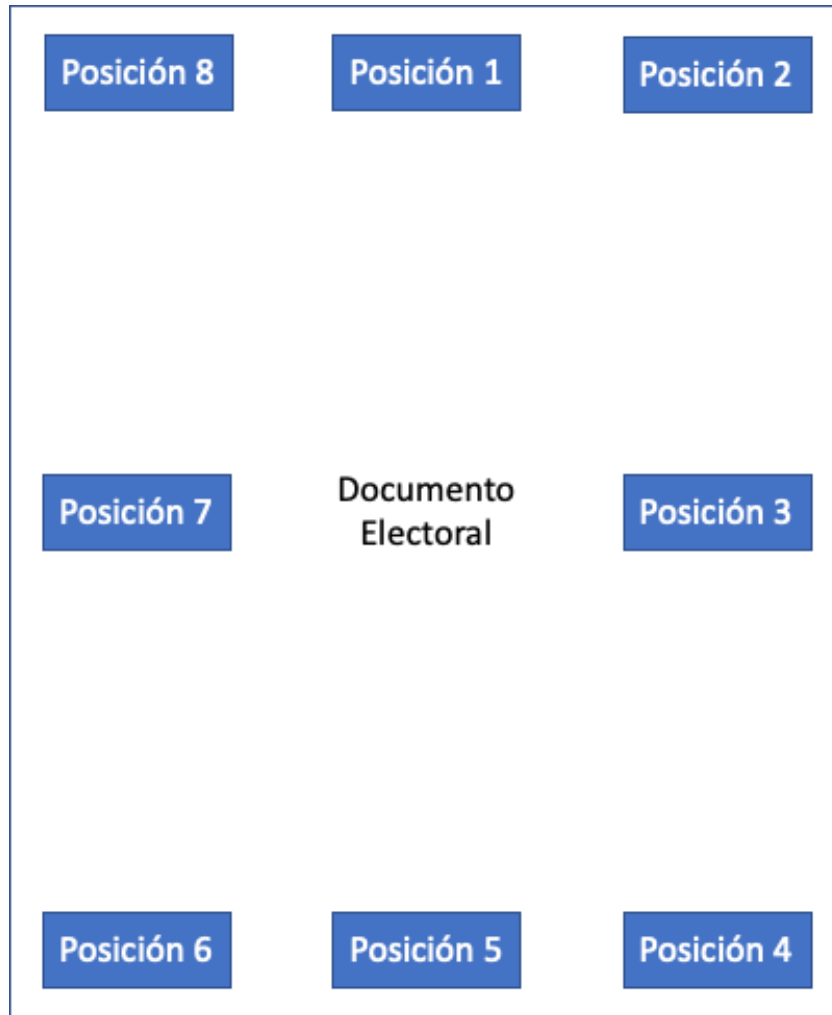 Posición 8
Posición 1
Posición 2
Posición 7
Documento
Electoral
Posición 3
Posición 6
Posición 5
Posición 4